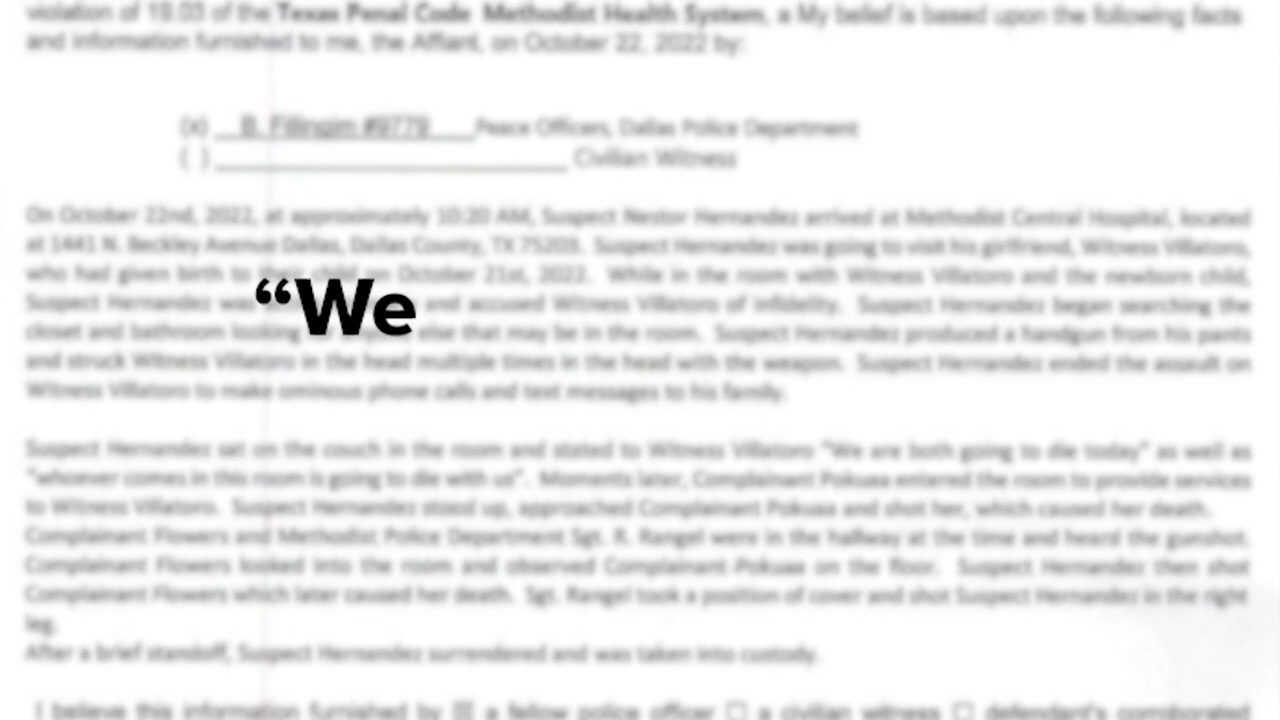 violation of 19.03 of the Texas Penal Code Methodist Health System, a My belief is based upon the following facts
and information furnished to me, the Affiant, on October 22, 2022 by:
(x) B. Fillingim #9779 Peace Officers, Dallas Police Department
( ) Civilian Witness
On October 22nd, 2022, at approximately 10:20 AM, Suspect Nestor Hernandez arrived at Methodist Central Hospital, located
at 1441 N. Beckley Avenue Dallas, Dallas County, TX 75203. Suspect Hernandez was going to visit his girlfriend, Witness Villatoro,
who had given birth to child on October 21st, 2022. While in the room with Witness Villatoro and the newborn child,
“We
Suspect Hernandez was and accused Witness Villatoro of infidelity. Suspect Hernandez began searching the
closet and bathroom looking else that may be in the room. Suspect Hernandez produced a handgun from his pants
and struck Witness Villatoro in the head multiple times in the head with the weapon. Suspect Hernandez ended the assault on
Witness Villatoro to make ominous phone calls and text messages to his family.
Suspect Hernandez sat on the couch in the room and stated to Witness Villatoro "We are both going to die today" as well as
"whoever comes in this room is going to die with us". Moments later, Complainant Pokuaa entered the room to provide services
to Witness Villatoro. Suspect Hernandez stood up, approached Complainant Pokuaa and shot her, which caused her death.
Complainant Flowers and Methodist Police Department Sgt. R. Rangel were in the hallway at the time and heard the gunshot.
Complainant Flowers looked into the room and observed Complainant Pokuaa on the floor. Suspect Hernandez then shot
Complainant Flowers which later caused her death. Sgt. Rangel took a position of cover and shot Suspect Hernandez in the right
leg.
After a brief standoff, Suspect Hernandez surrendered and was taken into custody.
I believe this information furnished by ☒ a fellow police officer ☐ a civilian witness ☐ defendant's corroborated